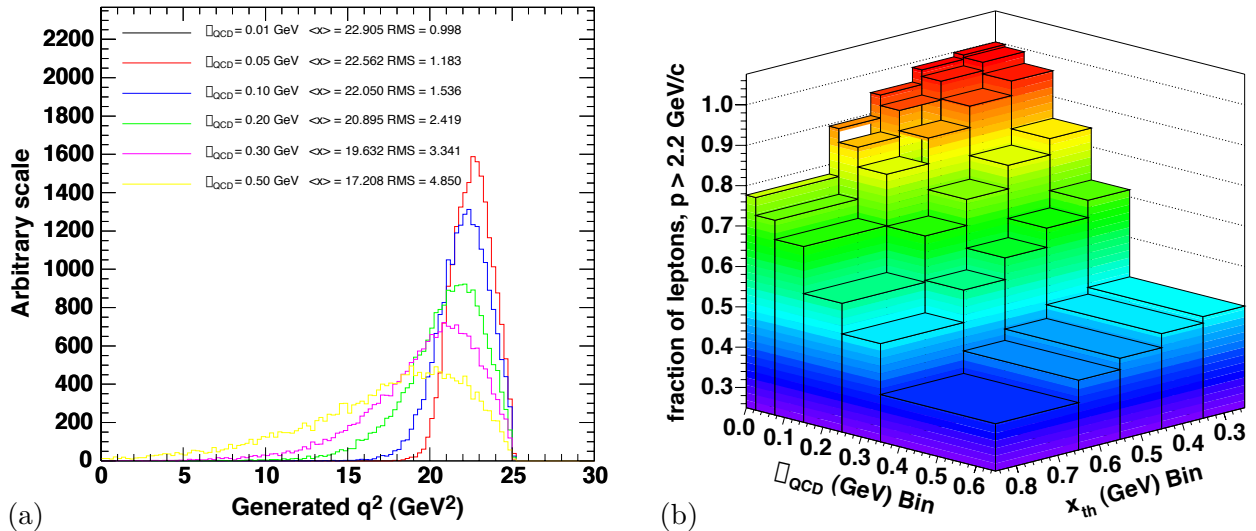 2200
2000
1800
1600
1400
1200
1000
800
600
400
200
0
Arbitrary scale
▯QCD = 0.01 GeV <x> = 22.905 RMS = 0.998
▯QCD = 0.05 GeV <x> = 22.562 RMS = 1.183
▯QCD = 0.10 GeV <x> = 22.050 RMS = 1.536
▯QCD = 0.20 GeV <x> = 20.895 RMS = 2.419
▯QCD = 0.30 GeV <x> = 19.632 RMS = 3.341
▯QCD = 0.50 GeV <x> = 17.208 RMS = 4.850
0 5 10 15 20 25 30
Generated q² (GeV²)
(a)
fraction of leptons, p > 2.2 GeV/c
1.0
0.9
0.8
0.7
0.6
0.5
0.4
0.3
0.0 0.1 0.2 0.3 0.4 0.5 0.6
▯QCD (GeV) Bin
0.8 0.7 0.6 0.5 0.4 0.3
xth (GeV) Bin
(b)